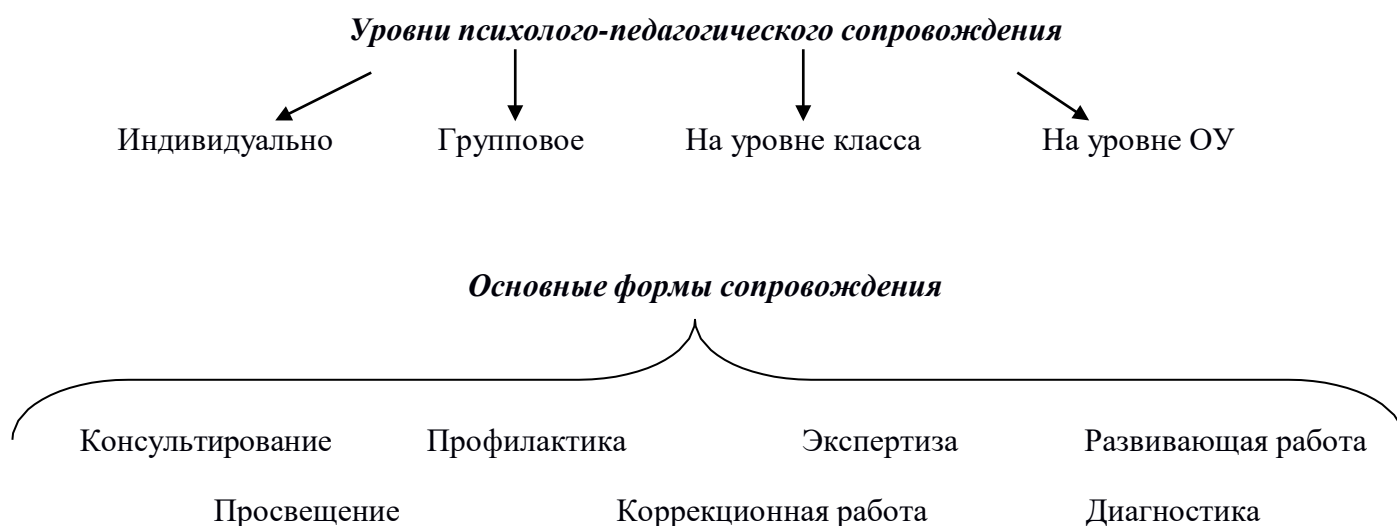 Уровни психолого-педагогического сопровождения
Индивидуально Групповое На уровне класса На уровне ОУ
Основные формы сопровождения
Консультирование Профилактика Экспертиза Развивающая работа
Просвещение Коррекционная работа Диагностика